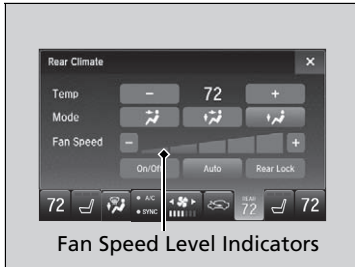 Rear Climate ×
Temp − 72 +
Mode
Fan Speed − +
On/Off Auto Rear Lock
72 A/C SYNC REAR 72 72
Fan Speed Level Indicators